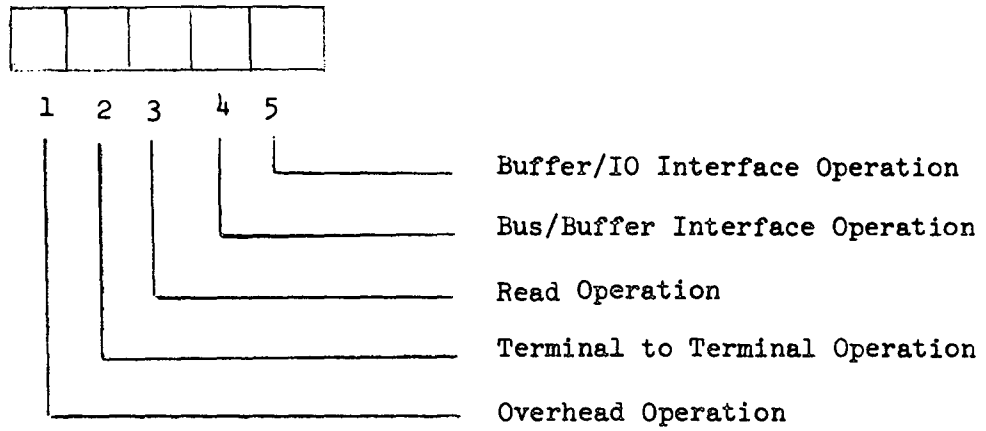 1 2 3 4 5
Buffer/IO Interface Operation
Bus/Buffer Interface Operation
Read Operation
Terminal to Terminal Operation
Overhead Operation